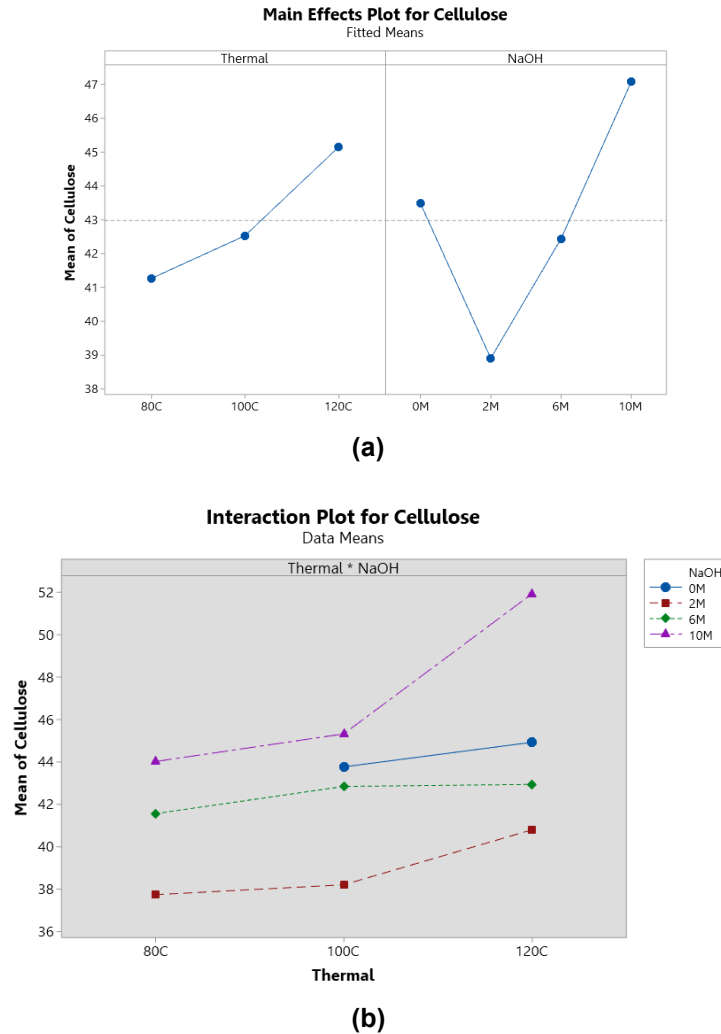 Main Effects Plot for Cellulose
Fitted Means
Thermal
NaOH
Mean of Cellulose
47
46
45
44
43
42
41
40
39
38
80C 100C 120C 0M 2M 6M 10M
(a)
Interaction Plot for Cellulose
Data Means
Thermal * NaOH
Mean of Cellulose
52
50
48
46
44
42
40
38
36
80C 100C 120C
Thermal
NaOH
0M
2M
6M
10M
(b)